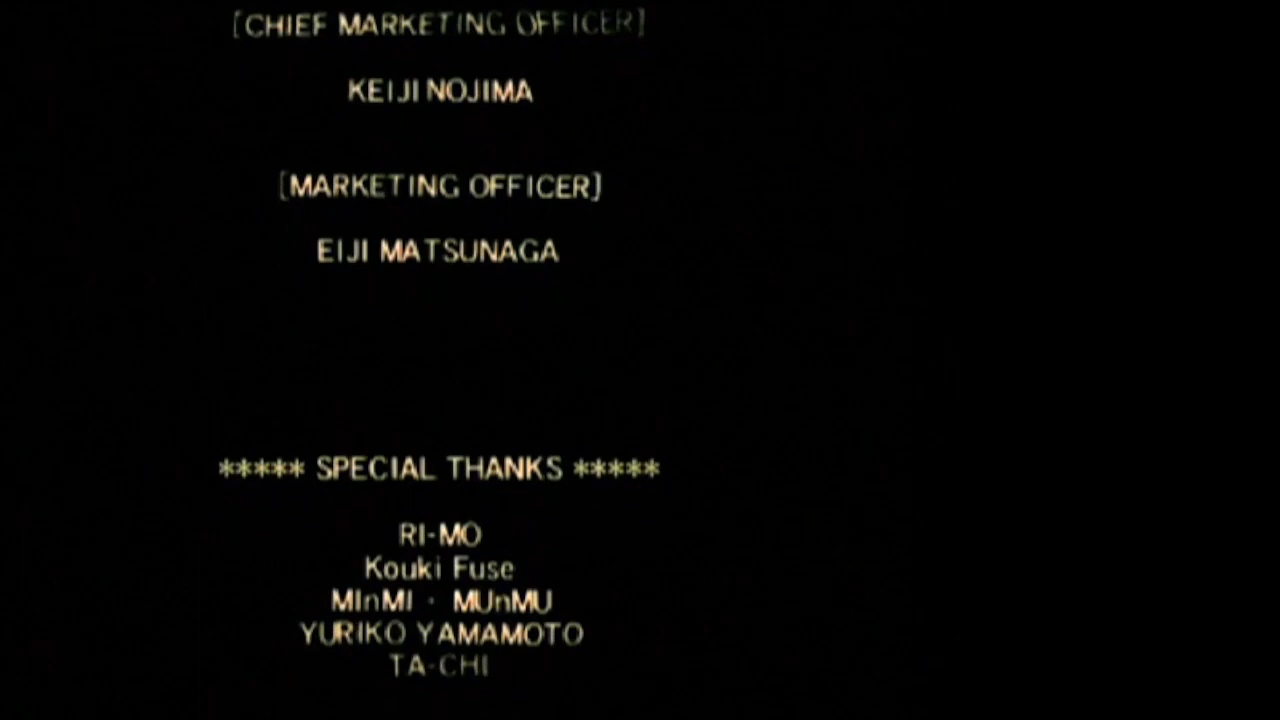 [CHIEF MARKETING OFFICER]
KEIJI NOJIMA
[MARKETING OFFICER]
EIJI MATSUNAGA
***** SPECIAL THANKS *****
RI-MO
Kouki Fuse
MInMI · MUnMU
YURIKO YAMAMOTO
TA-CHI